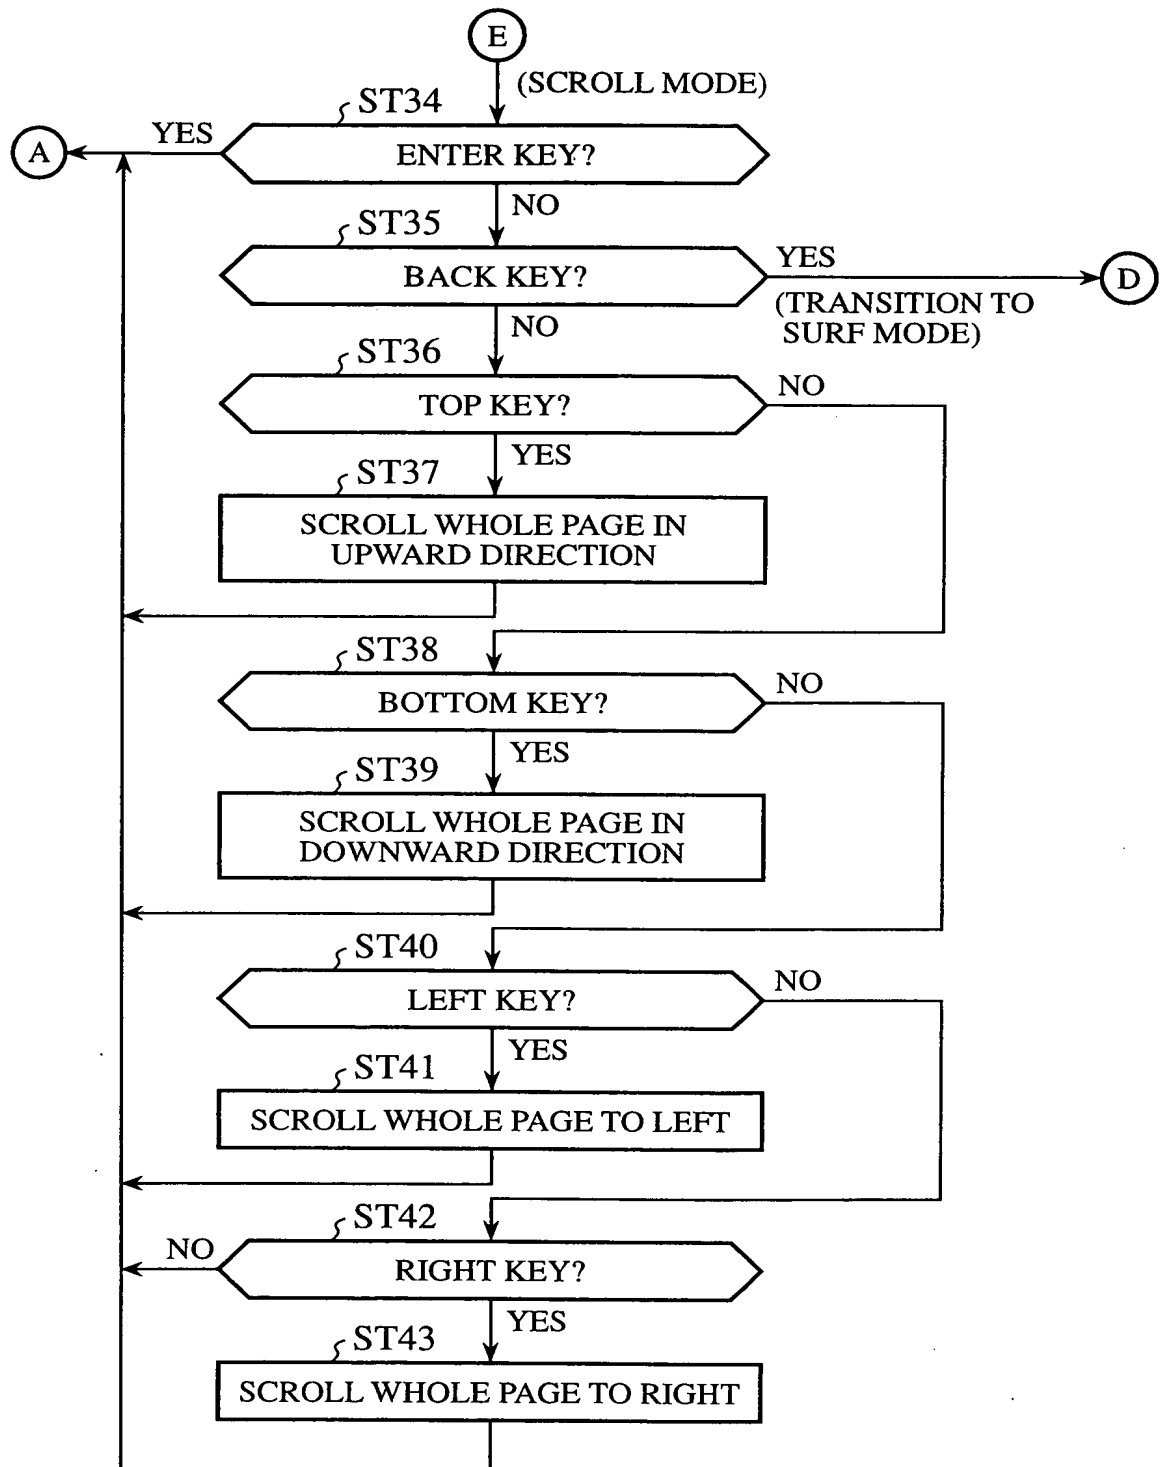 E
(SCROLL MODE)
ST34
YES
A
ENTER KEY?
NO
ST35
BACK KEY?
YES
D
(TRANSITION TO
SURF MODE)
NO
ST36
TOP KEY?
NO
YES
ST37
SCROLL WHOLE PAGE IN
UPWARD DIRECTION
ST38
BOTTOM KEY?
NO
YES
ST39
SCROLL WHOLE PAGE IN
DOWNWARD DIRECTION
ST40
LEFT KEY?
NO
YES
ST41
SCROLL WHOLE PAGE TO LEFT
ST42
NO
RIGHT KEY?
YES
ST43
SCROLL WHOLE PAGE TO RIGHT